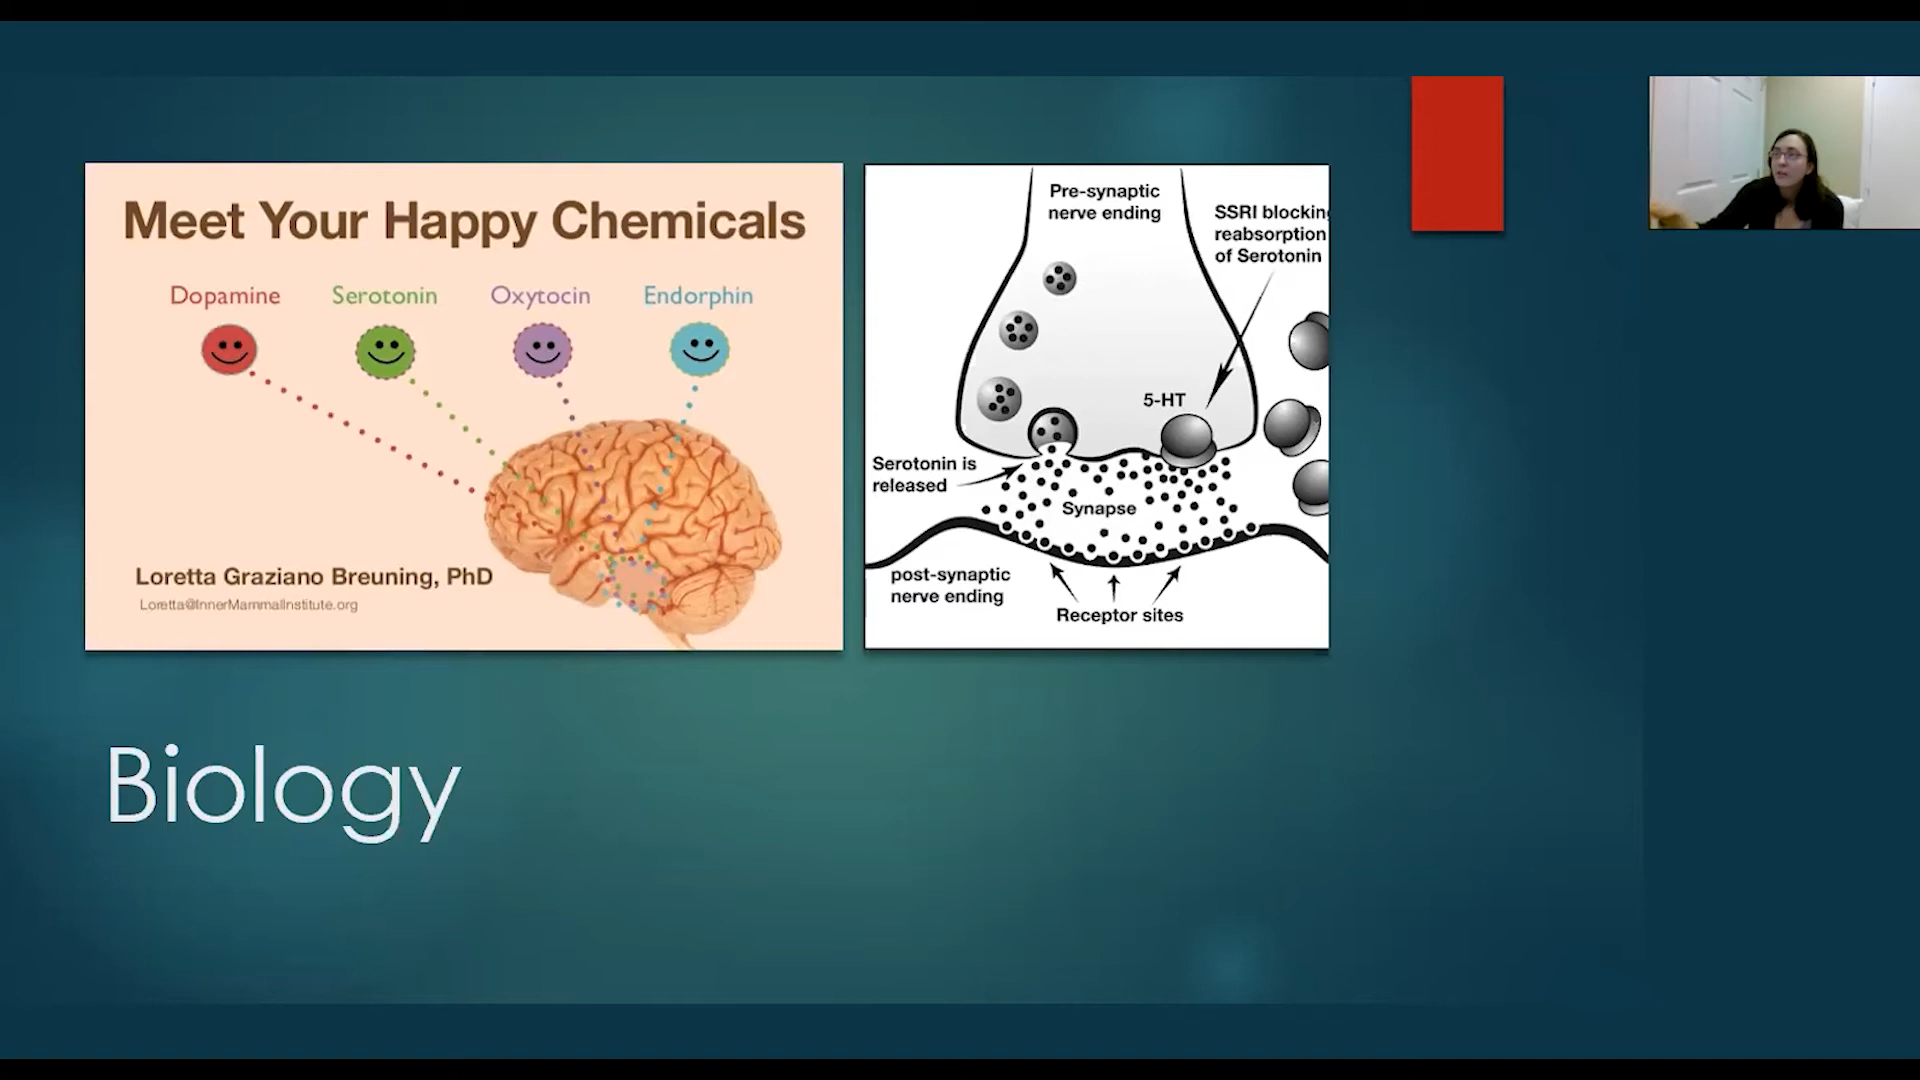 Meet Your Happy Chemicals
Dopamine Serotonin Oxytocin Endorphin
Loretta Graziano Breuning, PhD
Loretta@InnerMammalInstitute.org
Pre-synaptic
nerve ending
SSRI blocking
reabsorption
of Serotonin
5-HT
Serotonin is
released
Synapse
post-synaptic
nerve ending
Receptor sites
Biology